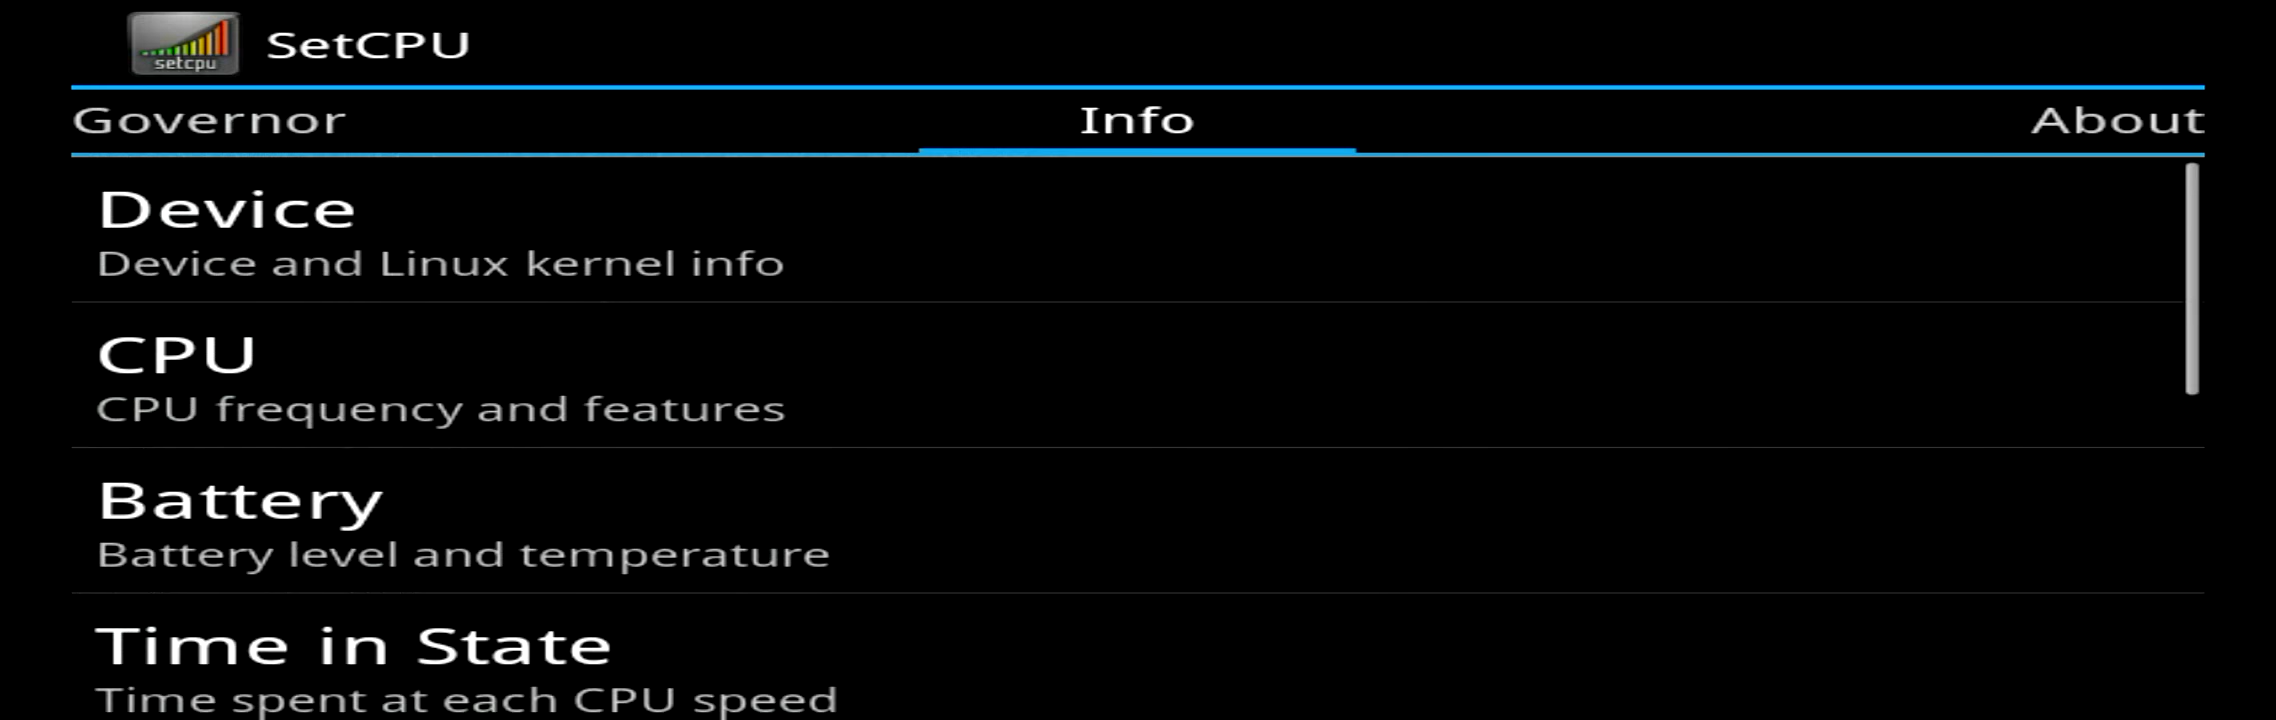 setcpu
SetCPU
Governor
Info
About
Device
Device and Linux kernel info
CPU
CPU frequency and features
Battery
Battery level and temperature
Time in State
Time spent at each CPU speed